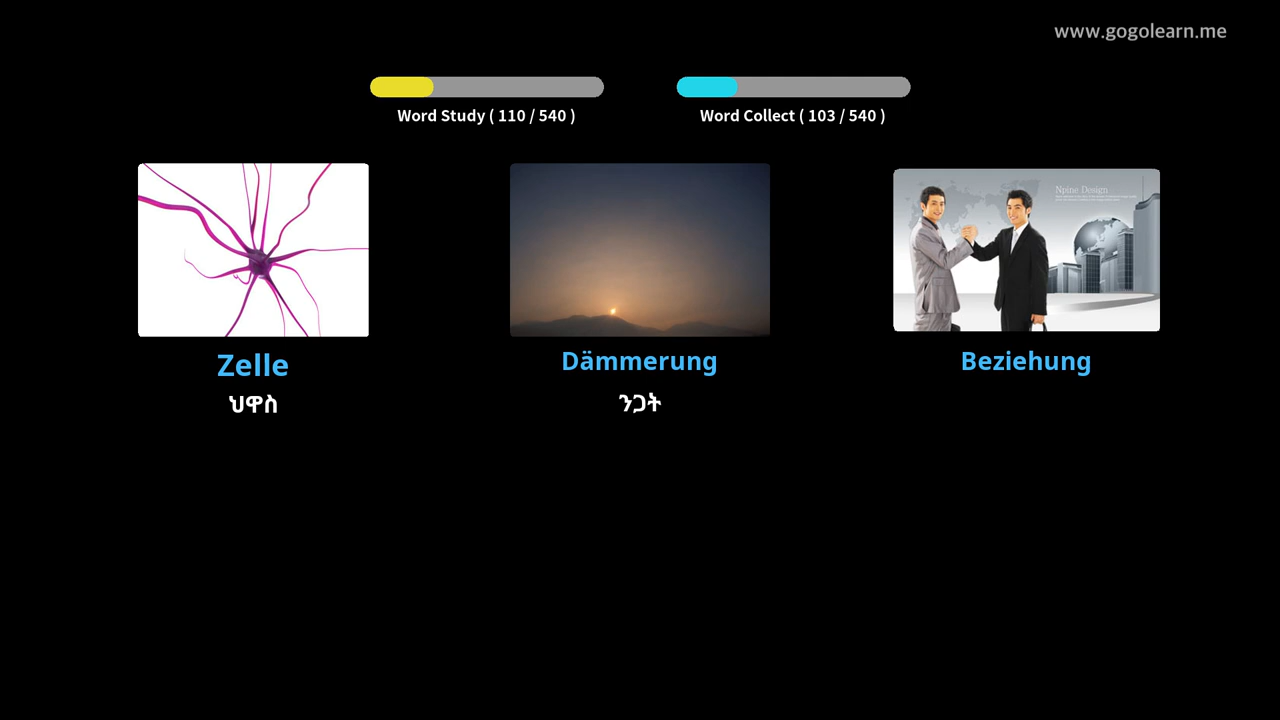 www.gogolearn.me
Word Study ( 110 / 540 )
Word Collect ( 103 / 540 )
Npine Design
Zelle
Dämmerung
Beziehung
ህዋስ
ንጋት